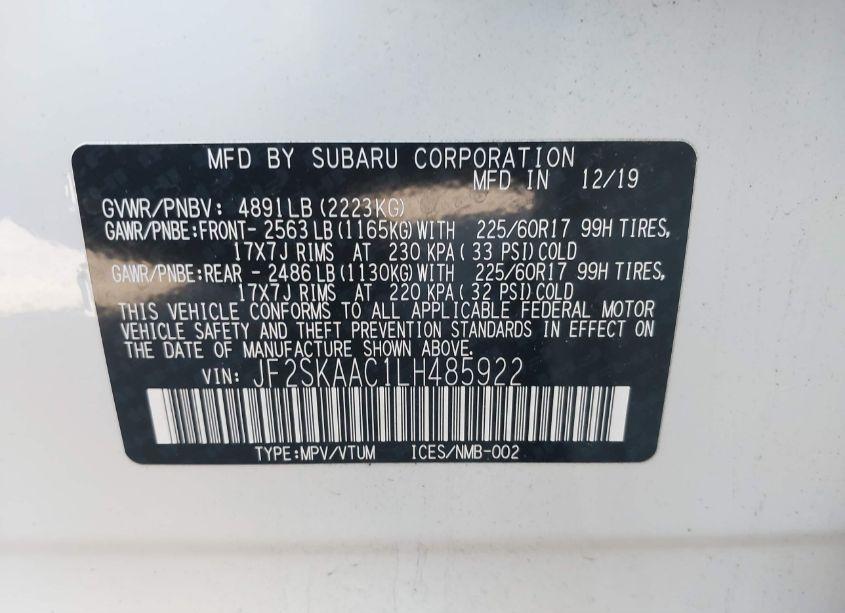 MFD BY SUBARU CORPORATION
MFD IN 12/19
GVWR/PNBV: 4891LB(2223KG)
GAWR/PNBE:FRONT- 2563LB(1165KG)WITH 225/60R17 99H TIRES,
17X7J RIMS AT 230 KPA( 33 PSI)COLD
GAWR/PNBE:REAR - 2486LB(1130KG)WITH 225/60R17 99H TIRES,
17X7J RIMS AT 220 KPA( 32 PSI)COLD
THIS VEHICLE CONFORMS TO ALL APPLICABLE FEDERAL MOTOR
VEHICLE SAFETY AND THEFT PREVENTION STANDARDS IN EFFECT ON
THE DATE OF MANUFACTURE SHOWN ABOVE.
VIN: JF2SKAAC1LH485922
TYPE:MPV/VTUM ICES/NMB-002